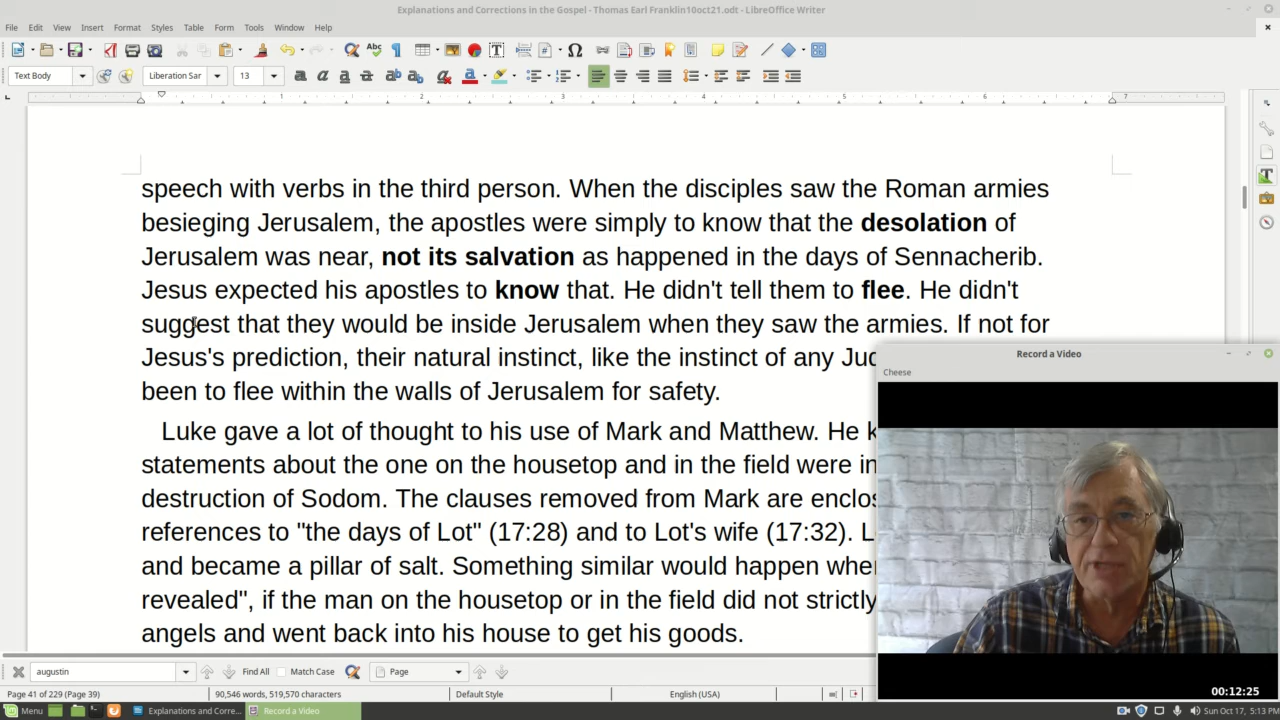 Explanations and Corrections in the Gospel - Thomas Earl Franklin10oct21.odt - LibreOffice Writer
File Edit View Insert Format Styles Table Form Tools Window Help
Text Body Liberation Sar 13
1 2 3 4 5 6 7
speech with verbs in the third person. When the disciples saw the Roman armies
besieging Jerusalem, the apostles were simply to know that the desolation of
Jerusalem was near, not its salvation as happened in the days of Sennacherib.
Jesus expected his apostles to know that. He didn't tell them to flee. He didn't
suggest that they would be inside Jerusalem when they saw the armies. If not for
Jesus's prediction, their natural instinct, like the instinct of any Jud
been to flee within the walls of Jerusalem for safety.
Luke gave a lot of thought to his use of Mark and Matthew. He k
statements about the one on the housetop and in the field were in
destruction of Sodom. The clauses removed from Mark are enclos
references to "the days of Lot" (17:28) and to Lot's wife (17:32). L
and became a pillar of salt. Something similar would happen when
revealed", if the man on the housetop or in the field did not strictly
angels and went back into his house to get his goods.
Record a Video
Cheese
00:12:25
augustin Find All Match Case Page
Page 41 of 229 (Page 39) 90,546 words, 519,570 characters Default Style English (USA)
Menu Explanations and Corre... Record a Video Sun Oct 17, 5:13 PM